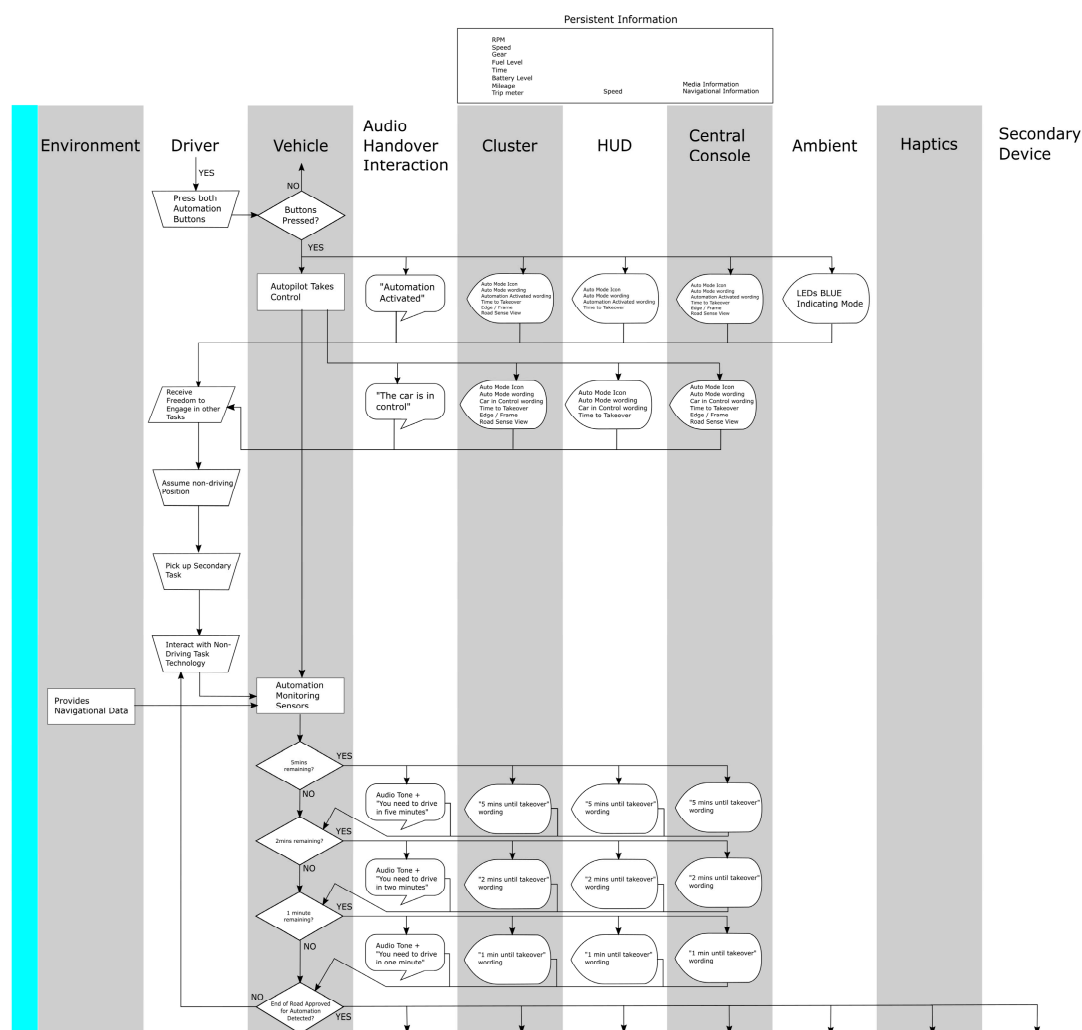 Persistent Information
RPM
Speed
Gear
Fuel Level
Time
Battery Level
Mileage
Trip meter
Speed
Media Information
Navigational Information
Environment
Driver
Vehicle
Audio
Handover
Interaction
Cluster
HUD
Central
Console
Ambient
Haptics
Secondary
Device
YES
NO
Press both
Automation
Buttons
Buttons
Pressed?
YES
Autopilot Takes
Control
"Automation
Activated"
Auto Mode Icon
Auto Mode wording
Automation Activated wording
Time to Takeover
Edge / Frame
Road Sense View
Auto Mode Icon
Auto Mode wording
Automation Activated wording
Time to Takeover
Auto Mode Icon
Auto Mode wording
Automation Activated wording
Time to Takeover
Edge / Frame
Road Sense View
LEDs BLUE
Indicating Mode
Receive
Freedom to
Engage in other
Tasks
"The car is in
control"
Auto Mode Icon
Auto Mode wording
Car in Control wording
Time to Takeover
Edge / Frame
Road Sense View
Auto Mode Icon
Auto Mode wording
Car in Control wording
Time to Takeover
Auto Mode Icon
Auto Mode wording
Car in Control wording
Time to Takeover
Edge / Frame
Road Sense View
Assume non-driving
Position
Pick up Secondary
Task
Interact with Non-
Driving Task
Technology
Provides
Navigational Data
Automation
Monitoring
Sensors
5mins
remaining?
YES
NO
Audio Tone +
"You need to drive
in five minutes"
"5 mins until takeover"
wording
"5 mins until takeover"
wording
"5 mins until takeover"
wording
2mins remaining?
YES
NO
Audio Tone +
"You need to drive
in two minutes"
"2 mins until takeover"
wording
"2 mins until takeover"
wording
"2 mins until takeover"
wording
1 minute
remaining?
YES
NO
Audio Tone +
"You need to drive
in one minute"
"1 min until takeover"
wording
"1 min until takeover"
wording
"1 min until takeover"
wording
NO
End of Road Approved
for Automation
Detected?
YES